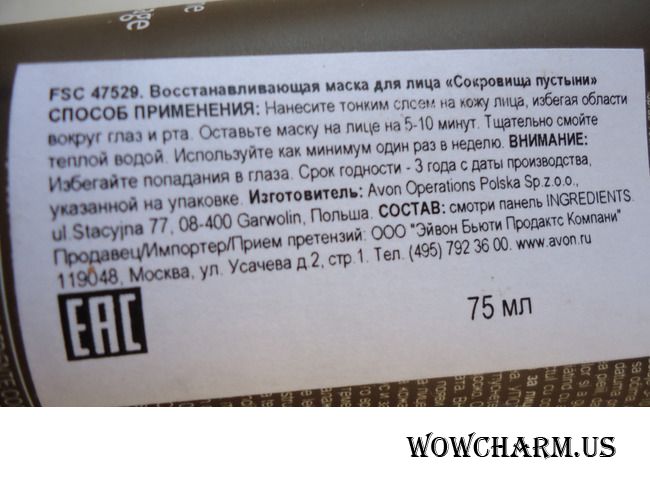 FSC 47529. Восстанавливающая маска для лица «Сокровища пустыни»
СПОСОБ ПРИМЕНЕНИЯ: Нанесите тонким слоем на кожу лица, избегая области
вокруг глаз и рта. Оставьте маску на лице на 5-10 минут. Тщательно смойте
теплой водой. Используйте как минимум один раз в неделю. ВНИМАНИЕ:
Избегайте попадания в глаза. Срок годности - 3 года с даты производства,
указанной на упаковке. Изготовитель: Avon Operations Polska Sp.z.o.o.,
ul.Stacyjna 77, 08-400 Garwolin, Польша. СОСТАВ: смотри панель INGREDIENTS.
Продавец/Импортер/Прием претензий: ООО "Эйвон Бьюти Продактс Компани"
119048, Москва, ул. Усачева д.2, стр.1. Тел. (495) 792 36 00. www.avon.ru
EAC
75 мл
WOWCHARM.US